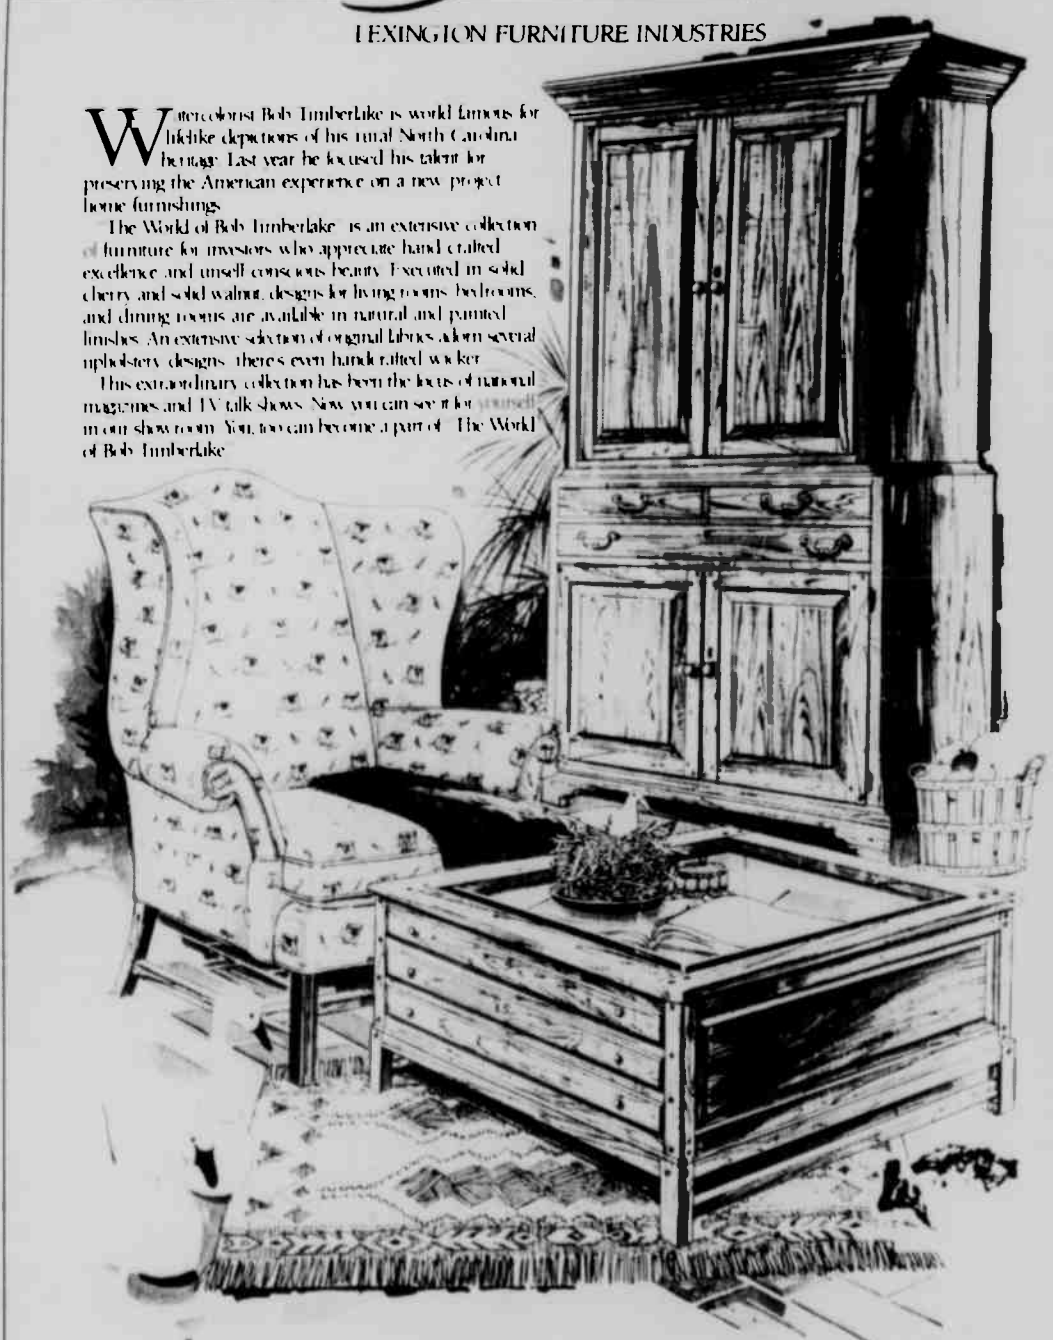 LEXINGTON FURNITURE INDUSTRIES
Watercolorist Bob Timberlake is world famous for
lifelike depictions of his rural North Carolina
heritage. Last year he focused his talent for
preserving the American experience on a new project
home furnishings
The World of Bob Timberlake is an extensive collection
of furniture for investors who appreciate hand crafted
excellence and unself conscious beauty. Executed in solid
cherry and solid walnut, designs for living rooms, bedrooms,
and dining rooms are available in natural and painted
finishes. An extensive selection of original fabrics adorn several
upholstery designs there's even handcrafted wicker
This extraordinary collection has been the focus of national
magazines and TV talk shows. Now you can see it for yourself
in our showroom. You, too can become a part of The World
of Bob Timberlake